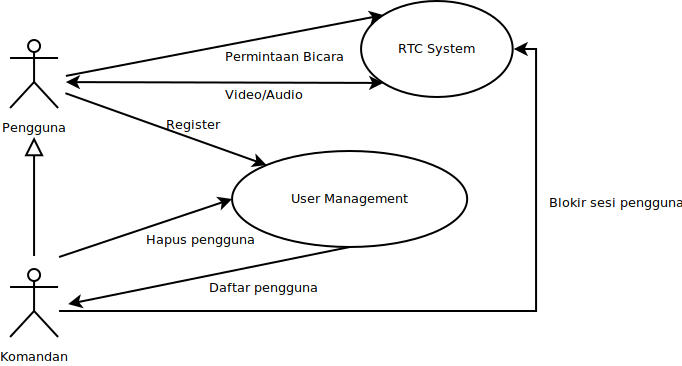 RTC System
Permintaan Bicara
Video/Audio
Pengguna
Register
User Management
Blokir sesi pengguna
Hapus pengguna
Daftar pengguna
Komandan